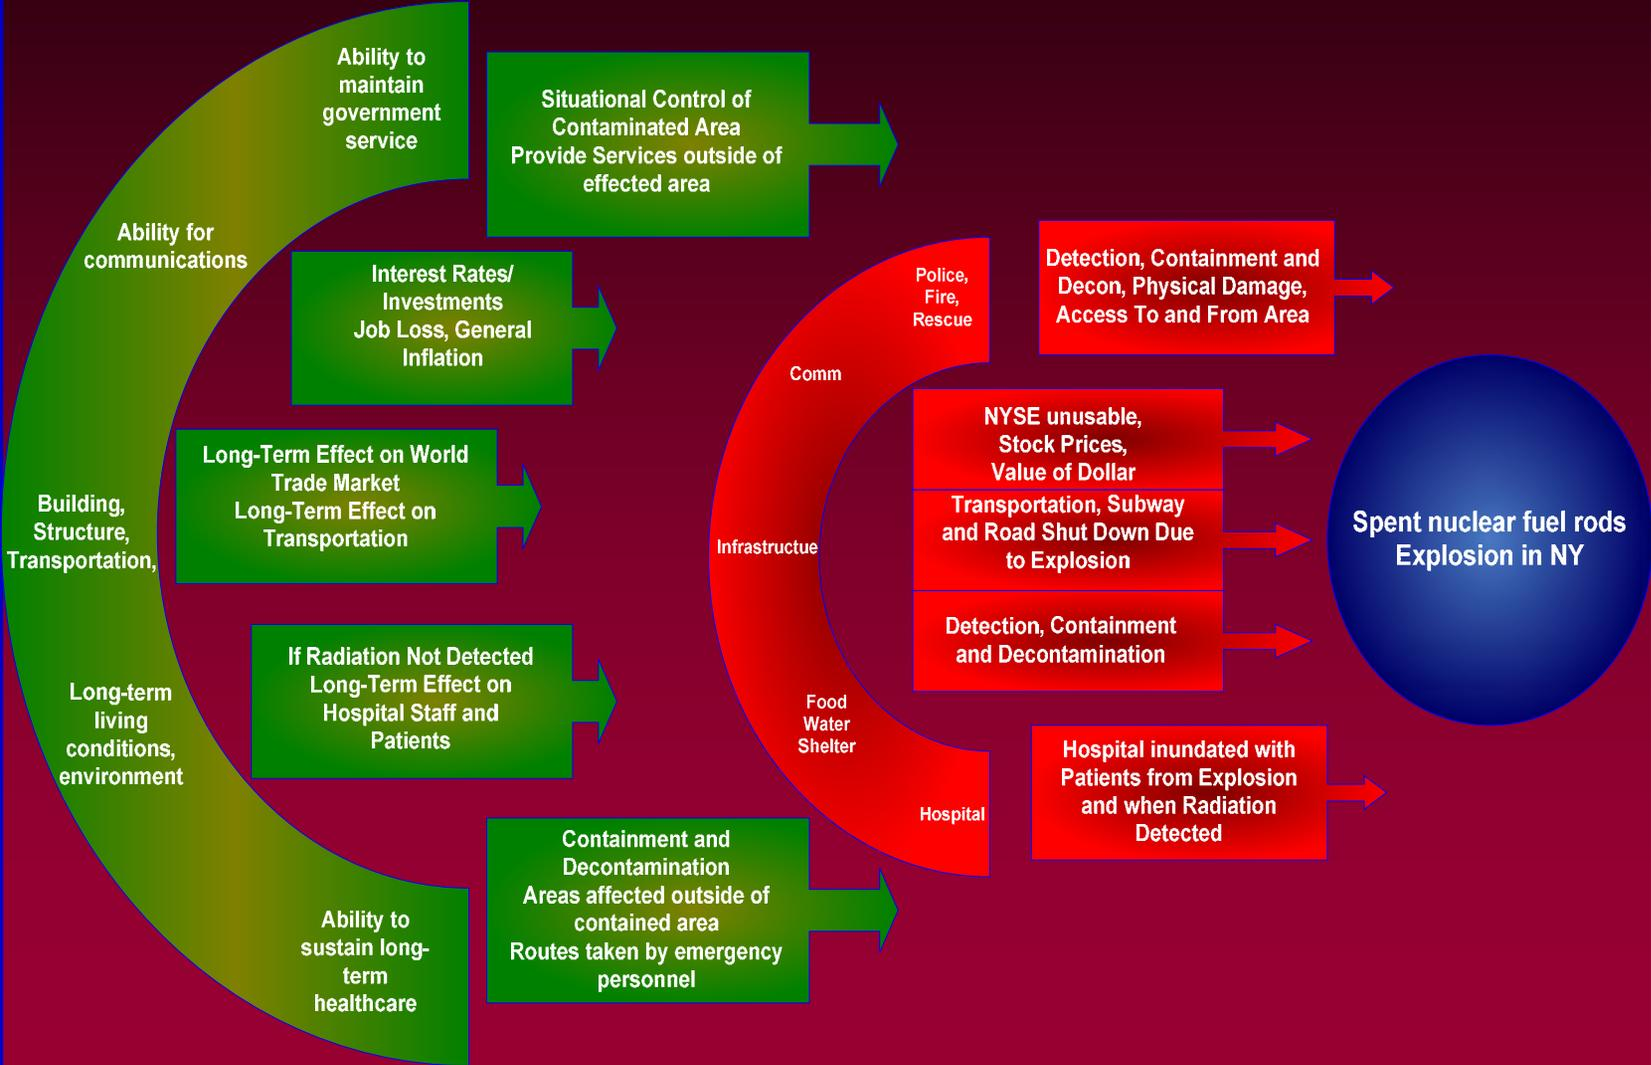 Ability to
maintain
government
service
Ability for
communications
Building,
Structure,
Transportation,
Long-term
living
conditions,
environment
Ability to
sustain long-
term
healthcare
Situational Control of
Contaminated Area
Provide Services outside of
effected area
Interest Rates/
Investments
Job Loss, General
Inflation
Long-Term Effect on World
Trade Market
Long-Term Effect on
Transportation
If Radiation Not Detected
Long-Term Effect on
Hospital Staff and
Patients
Containment and
Decontamination
Areas affected outside of
contained area
Routes taken by emergency
personnel
Police,
Fire,
Rescue
Comm
Infrastructue
Food
Water
Shelter
Hospital
Detection, Containment and
Decon, Physical Damage,
Access To and From Area
NYSE unusable,
Stock Prices,
Value of Dollar
Transportation, Subway
and Road Shut Down Due
to Explosion
Detection, Containment
and Decontamination
Hospital inundated with
Patients from Explosion
and when Radiation
Detected
Spent nuclear fuel rods
Explosion in NY